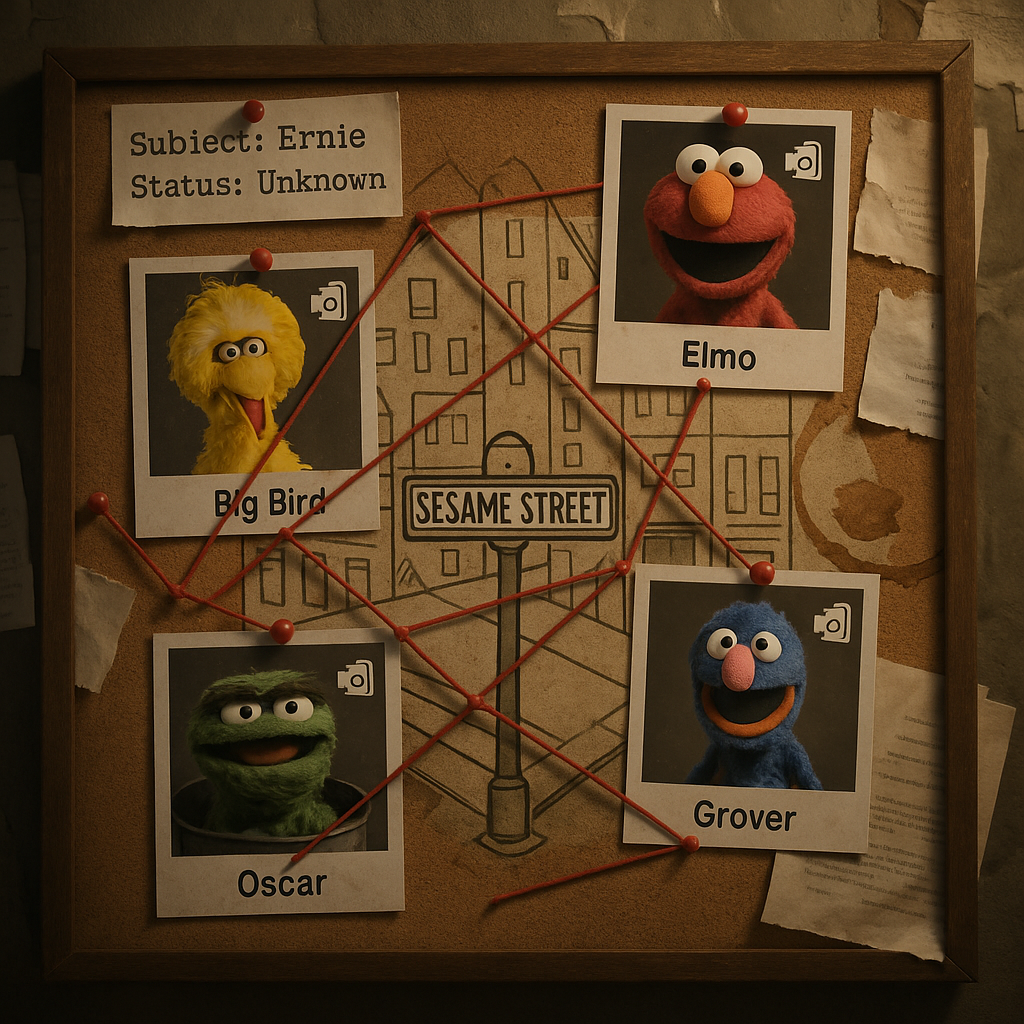 Subiect: Ernie
Status: Unknown
Elmo
Big Bird
SESAME STREET
Grover
Oscar